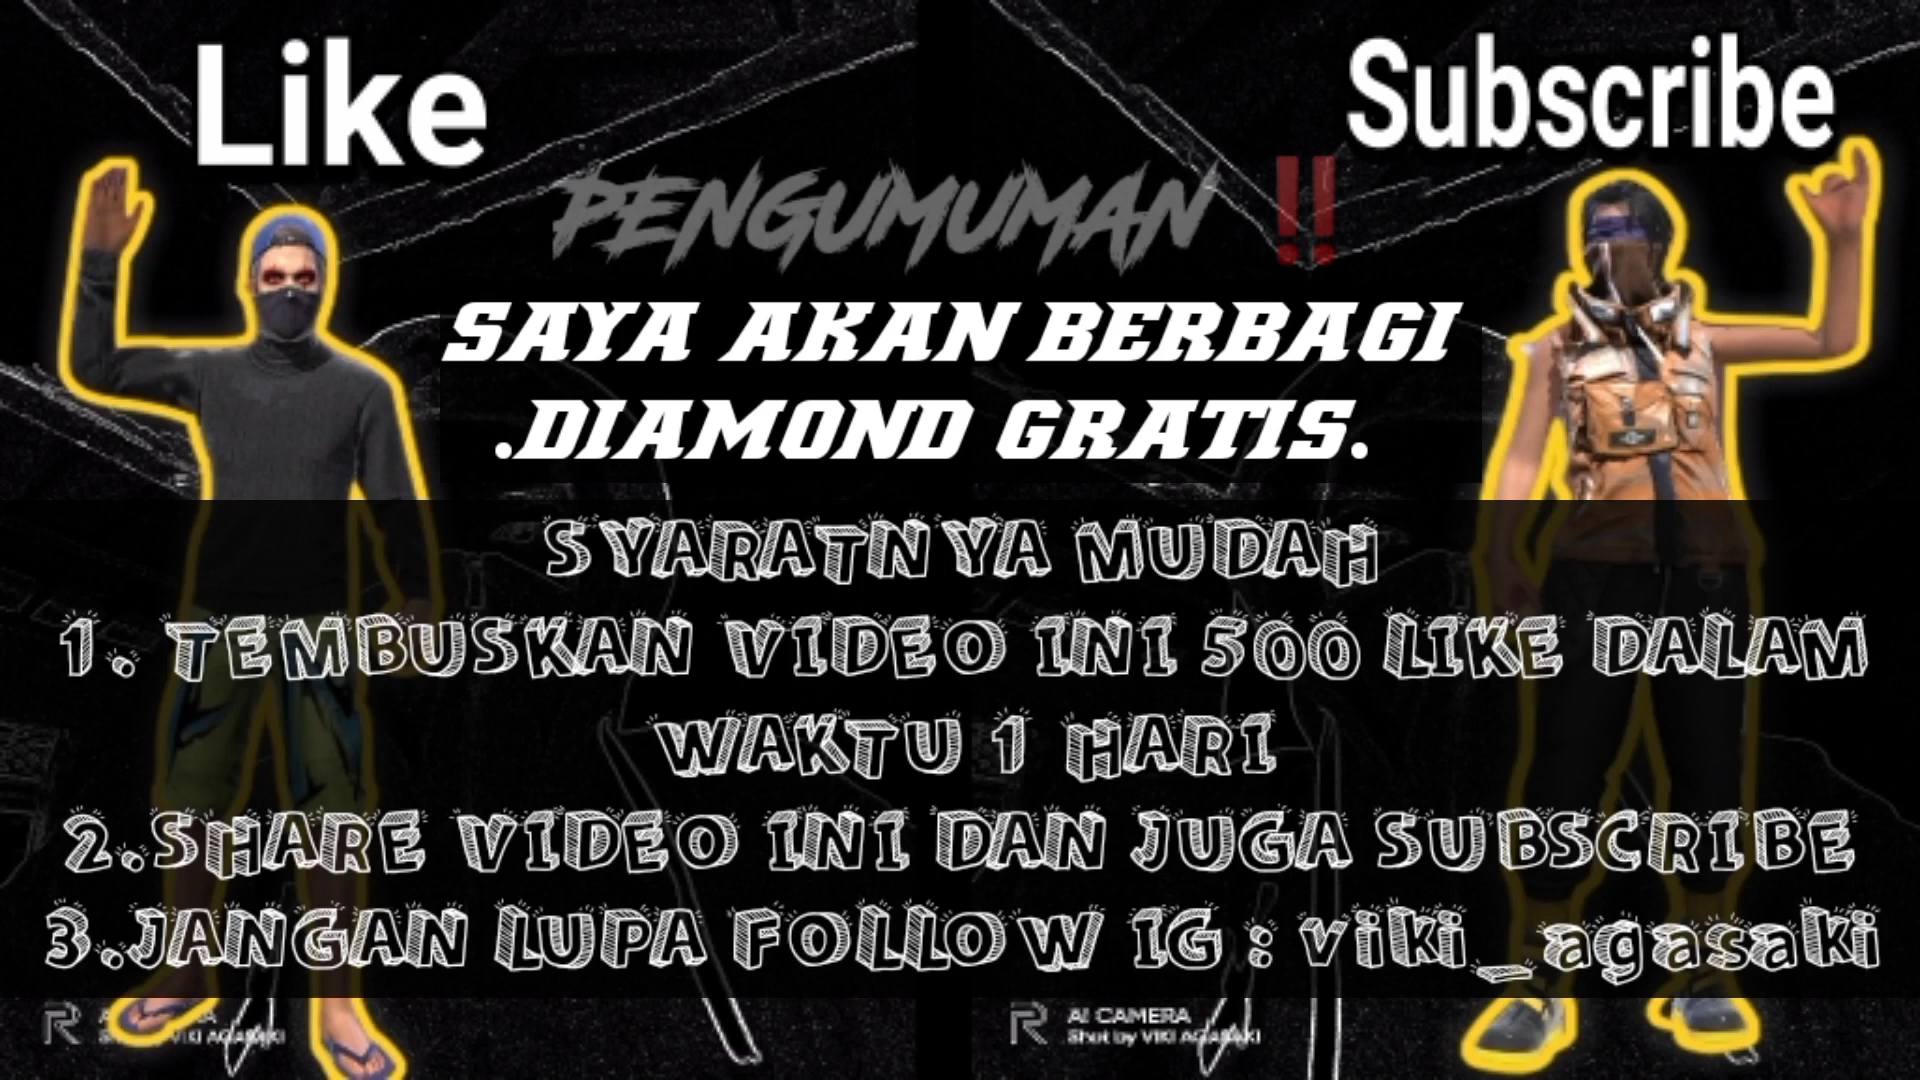 Like
Subscribe
PENGUMUMAN ‼
SAYA AKAN BERBAGI
.DIAMOND GRATIS.
SYARATNYA MUDAH
1. TEMBUSKAN VIDEO INI 500 LIKE DALAM
WAKTU 1 HARI
2.SHARE VIDEO INI DAN JUGA SUBSCRIBE
3.JANGAN LUPA FOLLOW IG : viki_agasaki
AI CAMERA
Shot by VIKI AGASAKI